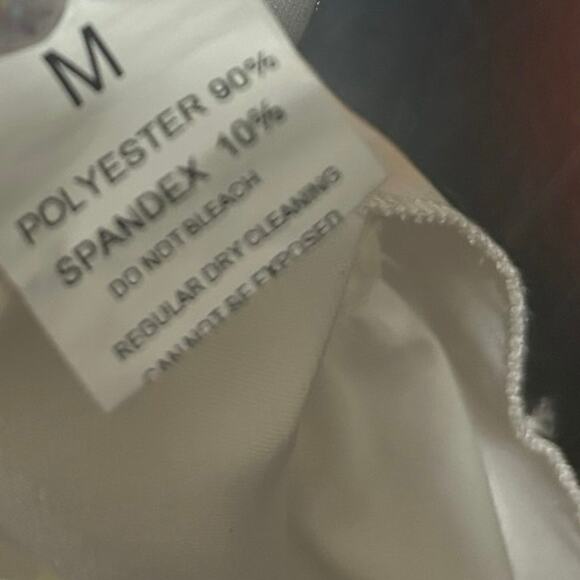 M
POLYESTER 90%
SPANDEX 10%
DO NOT BLEACH
REGULAR DRY CLEANING
CAN NOT BE EXPOSED